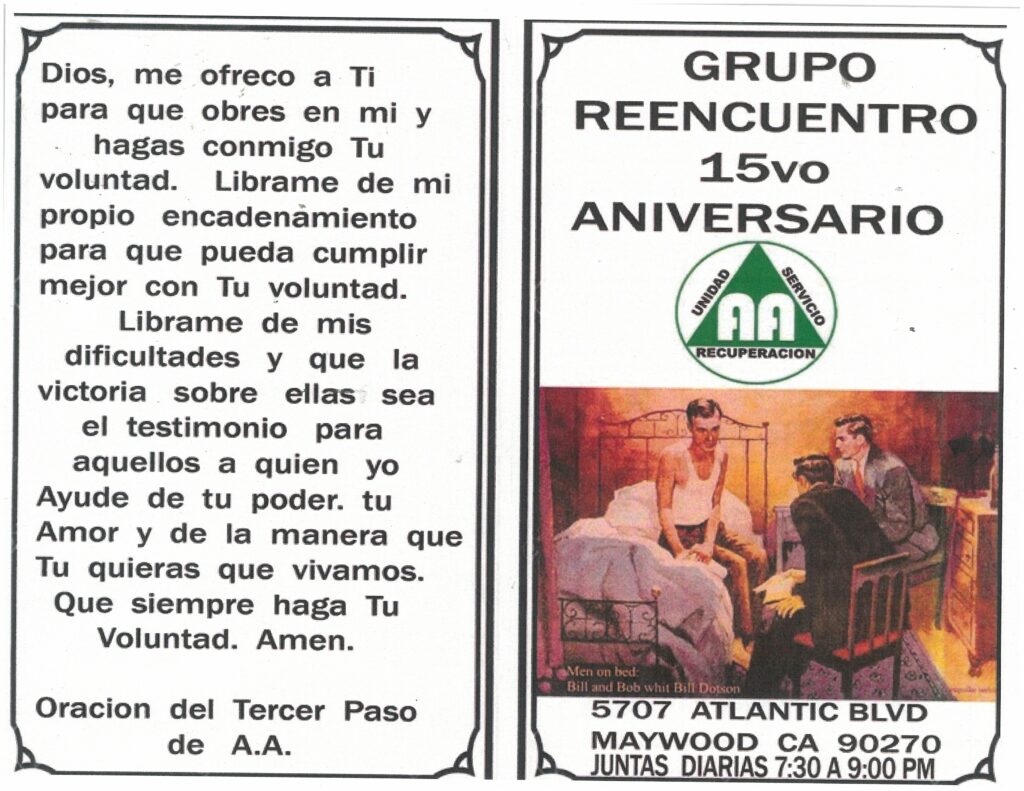 Dios, me ofreco a Ti
para que obres en mi y
hagas conmigo Tu
voluntad. Librame de mi
propio encadenamiento
para que pueda cumplir
mejor con Tu voluntad.
Librame de mis
dificultades y que la
victoria sobre ellas sea
el testimonio para
aquellos a quien yo
Ayude de tu poder. tu
Amor y de la manera que
Tu quieras que vivamos.
Que siempre haga Tu
Voluntad. Amen.
Oracion del Tercer Paso
de A.A.
GRUPO
REENCUENTRO
15vo
ANIVERSARIO
UNIDAD
SERVICIO
AA
RECUPERACION
Men on bed:
Bill and Bob whit Bill Dotson
5707 ATLANTIC BLVD
MAYWOOD CA 90270
JUNTAS DIARIAS 7:30 A 9:00 PM